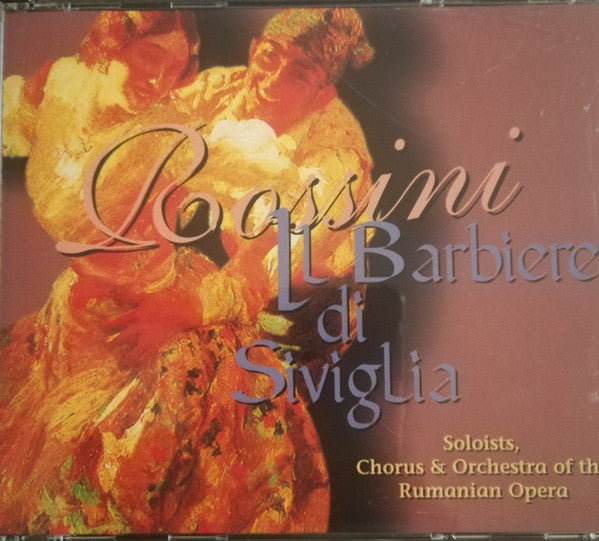 Rossini
Il Barbiere
di
Siviglia
Soloists,
Chorus & Orchestra of th
Rumanian Opera